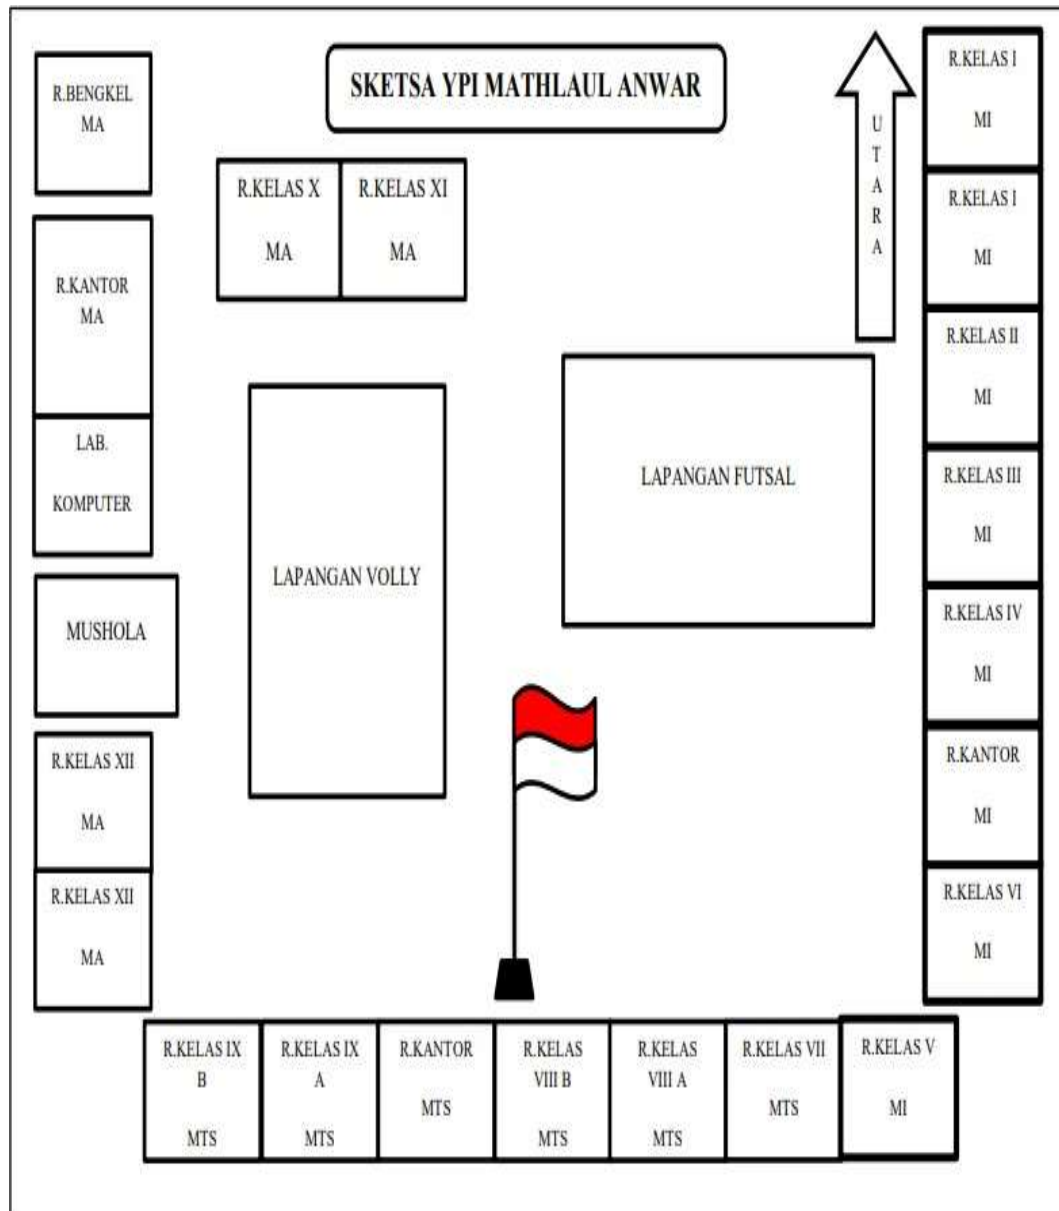 SKETSA YPI MATHLAUL ANWAR
R.BENGKEL
MA
R.KANTOR
MA
LAB.
KOMPUTER
MUSHOLA
R.KELAS XII
MA
R.KELAS XII
MA
R.KELAS X
MA
R.KELAS XI
MA
LAPANGAN VOLLY
LAPANGAN FUTSAL
UTARA
R.KELAS I
MI
R.KELAS I
MI
R.KELAS II
MI
R.KELAS III
MI
R.KELAS IV
MI
R.KANTOR
MI
R.KELAS VI
MI
R.KELAS IX
B
MTS
R.KELAS IX
A
MTS
R.KANTOR
MTS
R.KELAS
VIII B
MTS
R.KELAS
VIII A
MTS
R.KELAS VII
MTS
R.KELAS V
MI